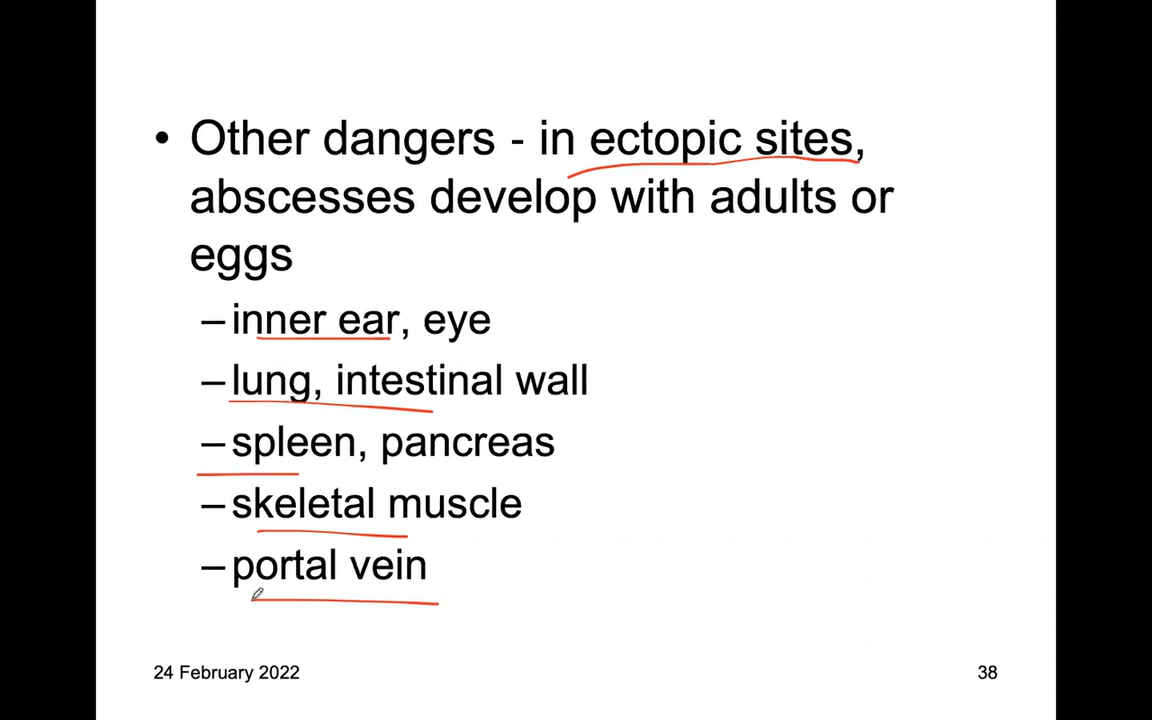 • Other dangers - in ectopic sites,
abscesses develop with adults or
eggs
–inner ear, eye
–lung, intestinal wall
–spleen, pancreas
–skeletal muscle
–portal vein
24 February 2022
38